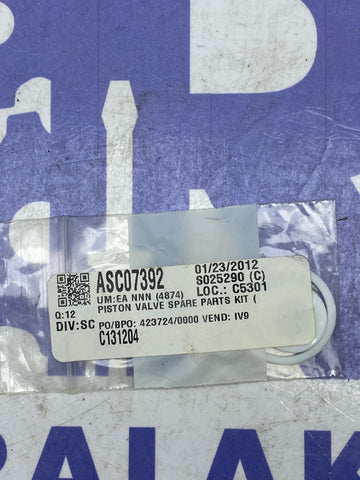 ASC07392 01/23/2012
S025290 (C)
UM:EA NNN (4874) LOC.: C5301
PISTON VALVE SPARE PARTS KIT (
Q:12
DIV:SC PO/BPO: 423724/0000 VEND: IV9
C131204
PALAK